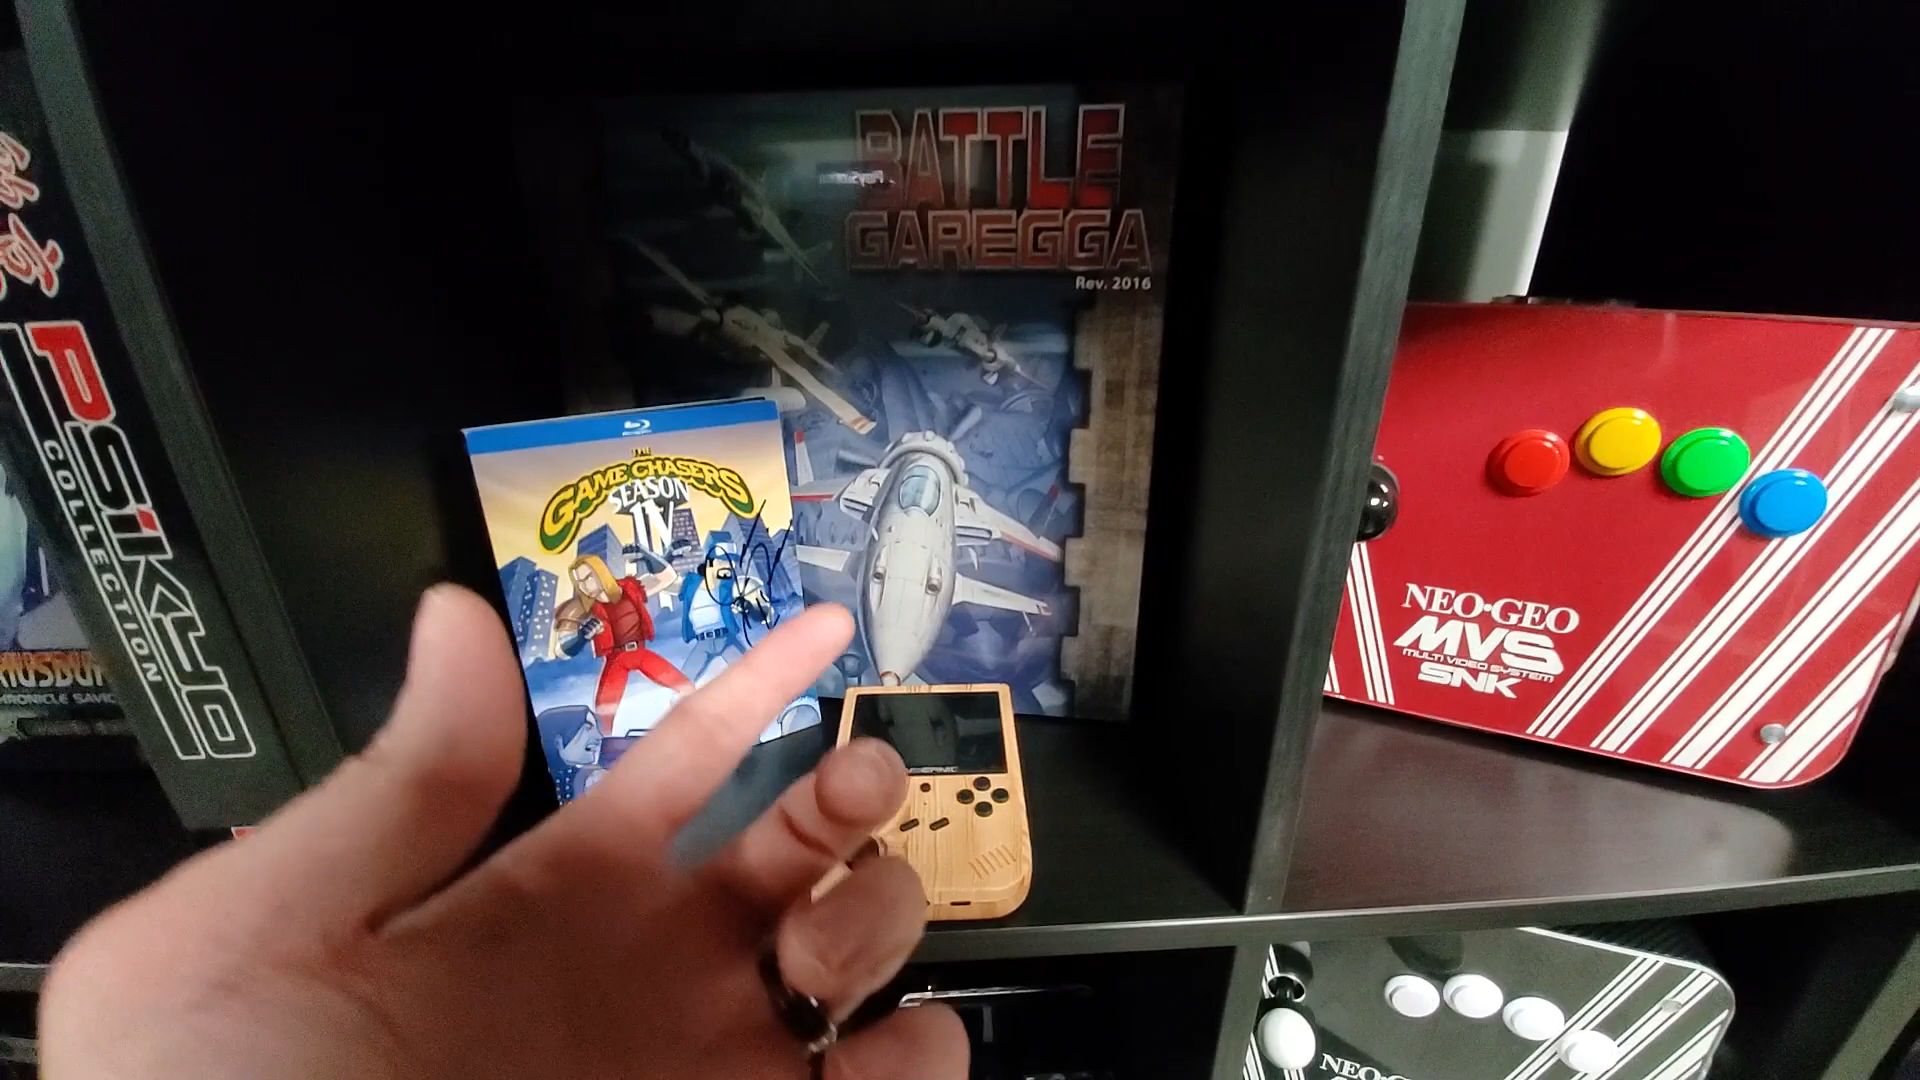 BATTLE
GAREGGA
Rev. 2016
PSiKYO
COLLECTION
THE
GAME CHASERS
SEASON
IV
NEO•GEO
MVS
MULTI VIDEO SYSTEM
SNK